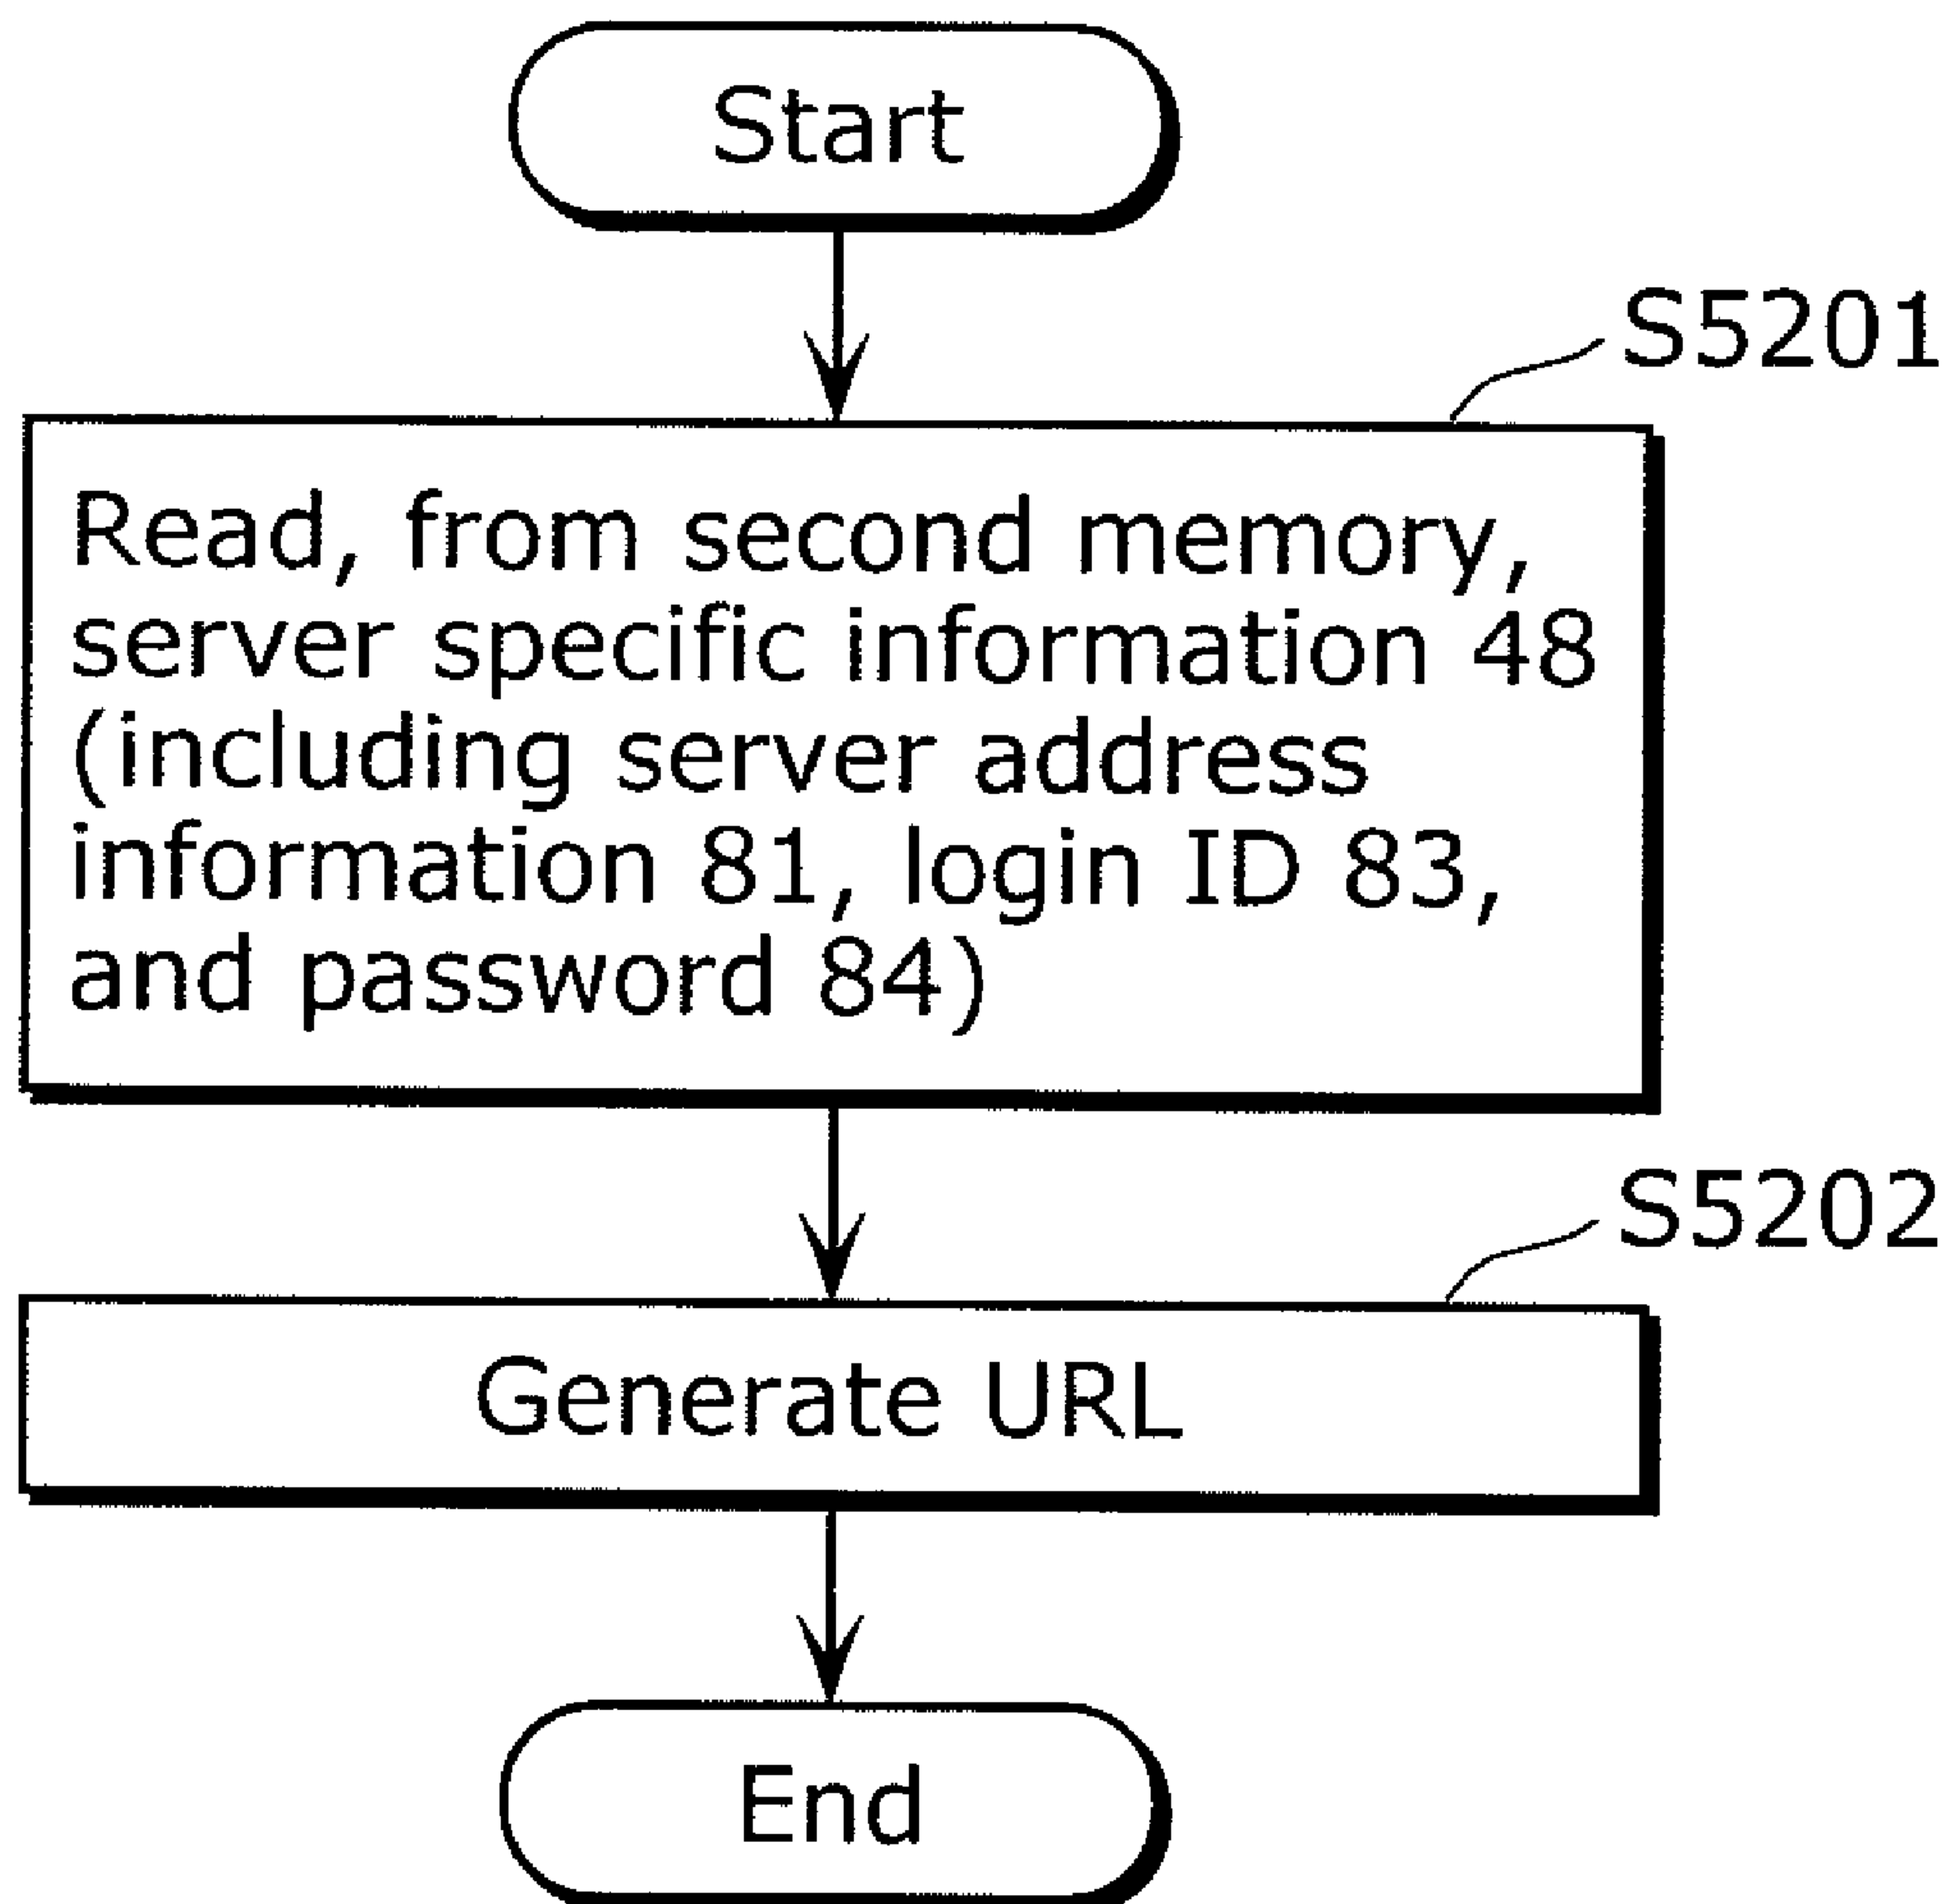 Start
S5201
Read, from second memory,
server specific information 48
(including server address
information 81, login ID 83,
and password 84)
S5202
Generate URL
End